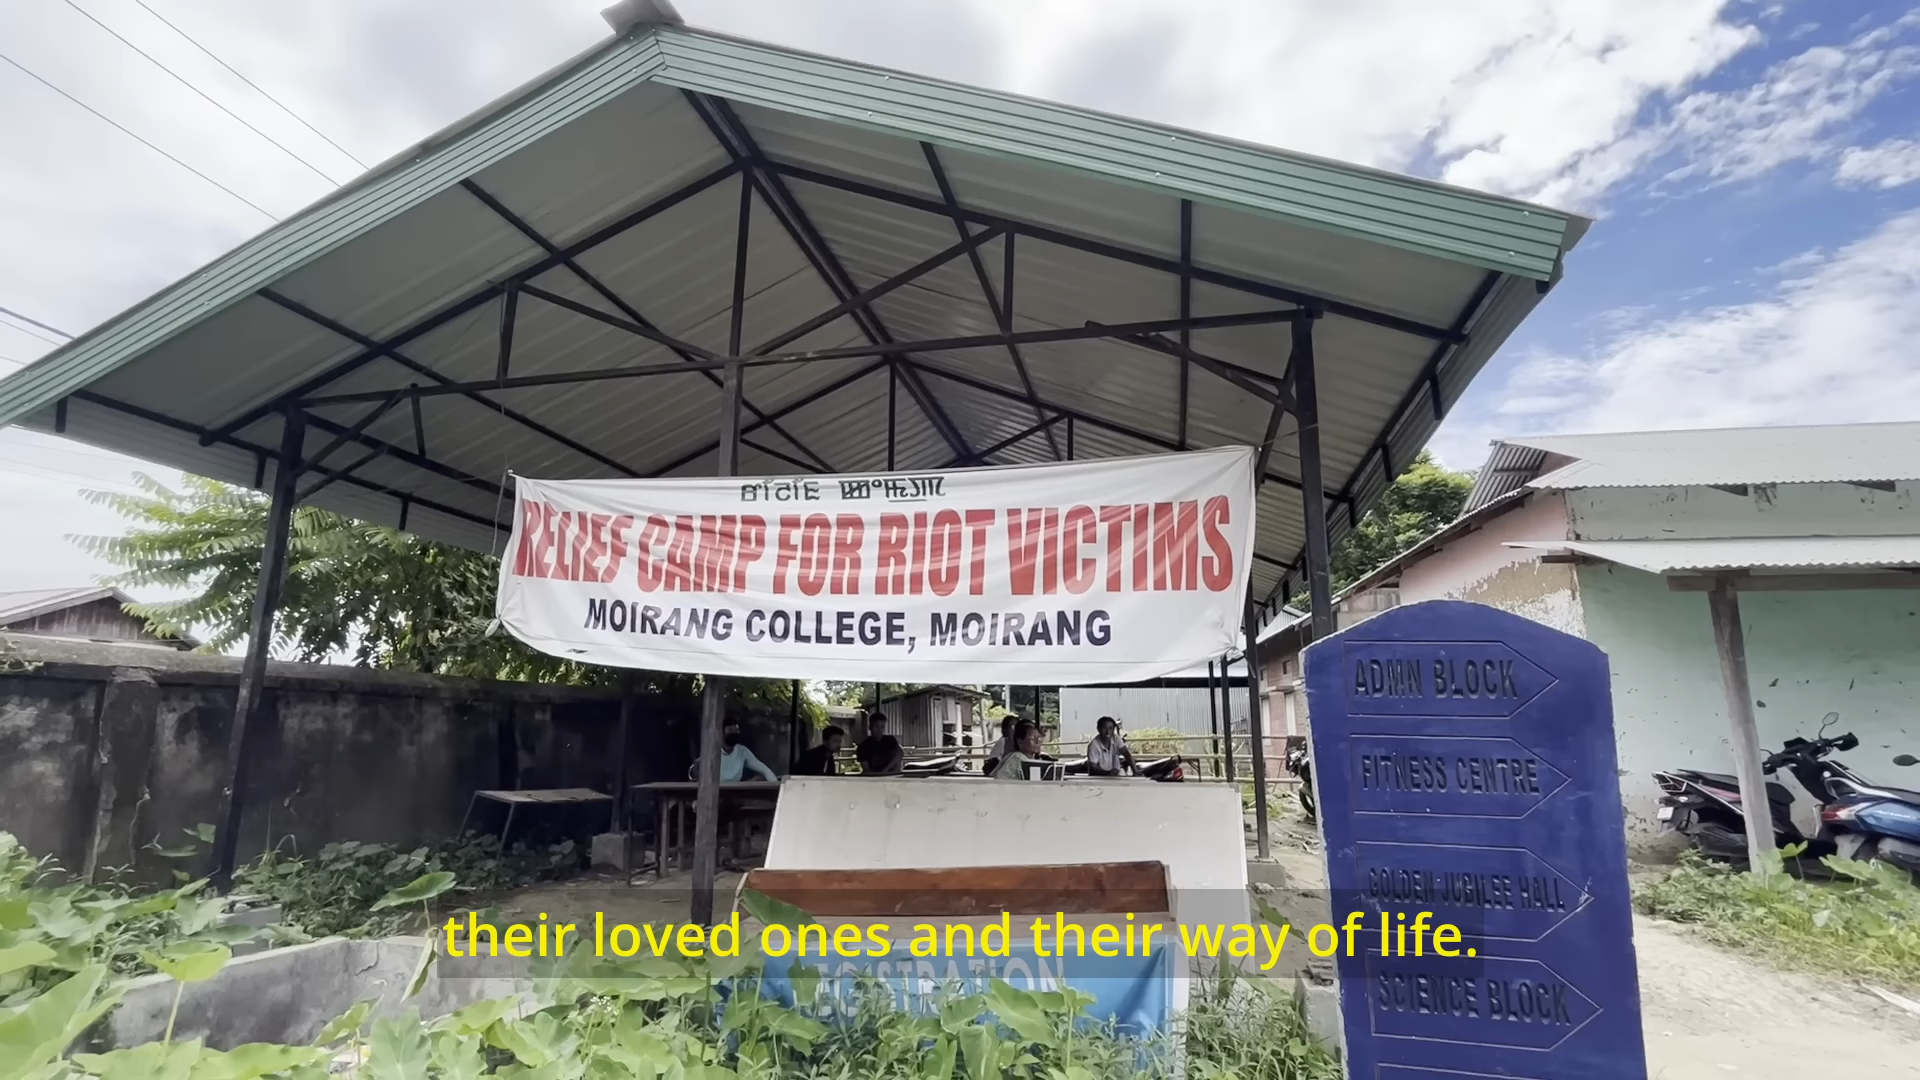 RELIEF CAMP FOR RIOT VICTIMS
MOIRANG COLLEGE, MOIRANG
ADMN BLOCK
FITNESS CENTRE
GOLDEN JUBILEE HALL
SCIENCE BLOCK
their loved ones and their way of life.
REGISTRATION